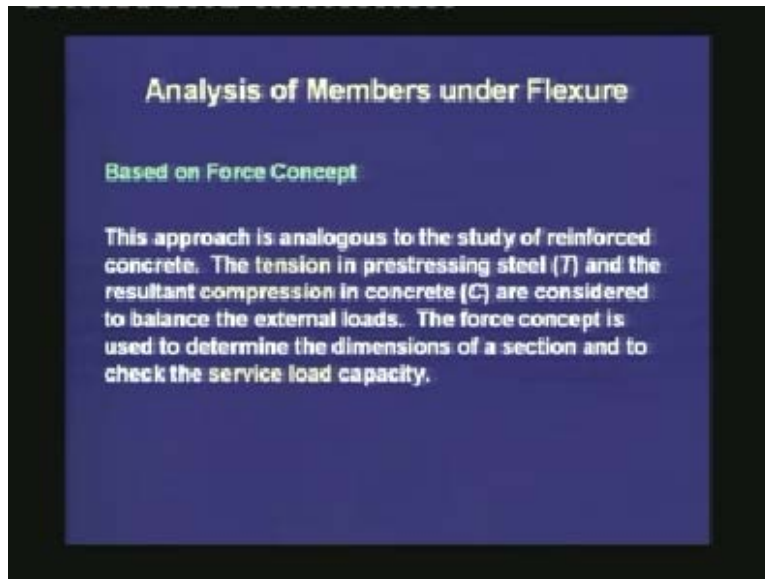 Analysis of Members under Flexure
Based on Force Concept
This approach is analogous to the study of reinforced
concrete. The tension in prestressing steel (T) and the
resultant compression in concrete (C) are considered
to balance the external loads. The force concept is
used to determine the dimensions of a section and to
check the service load capacity.